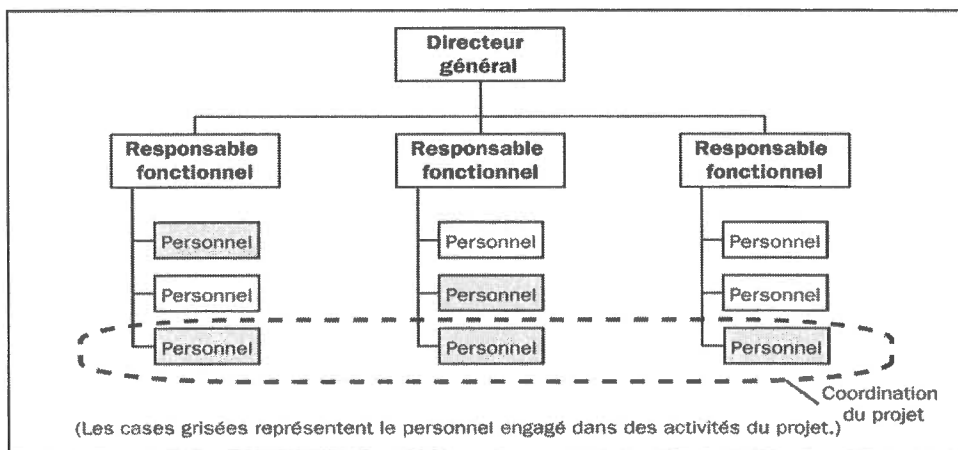 Directeur
général
Responsable
fonctionnel
Responsable
fonctionnel
Responsable
fonctionnel
Personnel
Personnel
Personnel
Personnel
Personnel
Personnel
Personnel
Personnel
Personnel
Coordination
du projet
(Les cases grisées représentent le personnel engagé dans des activités du projet.)